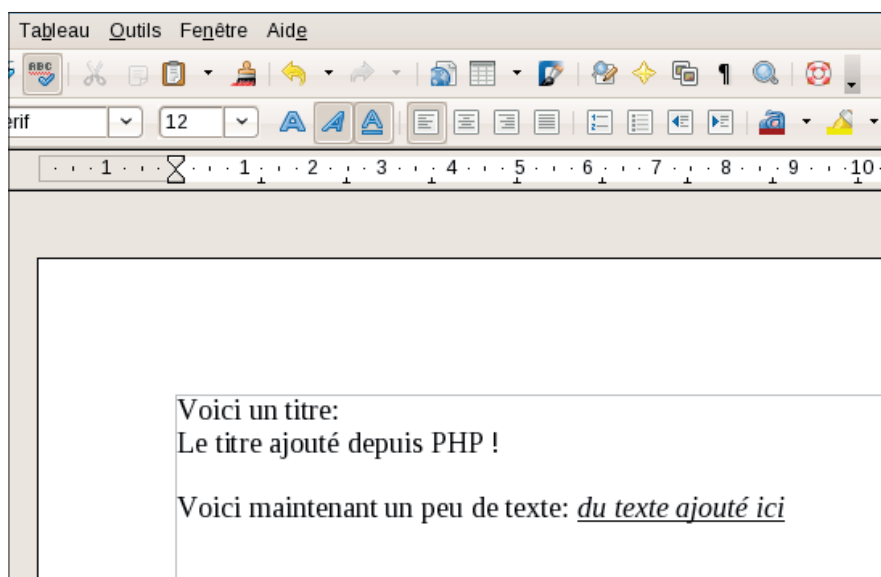 Tableau Outils Fenêtre Aide
ABC
erif 12
1 1 2 3 4 5 6 7 8 9 10
Voici un titre:
Le titre ajouté depuis PHP !
Voici maintenant un peu de texte: du texte ajouté ici